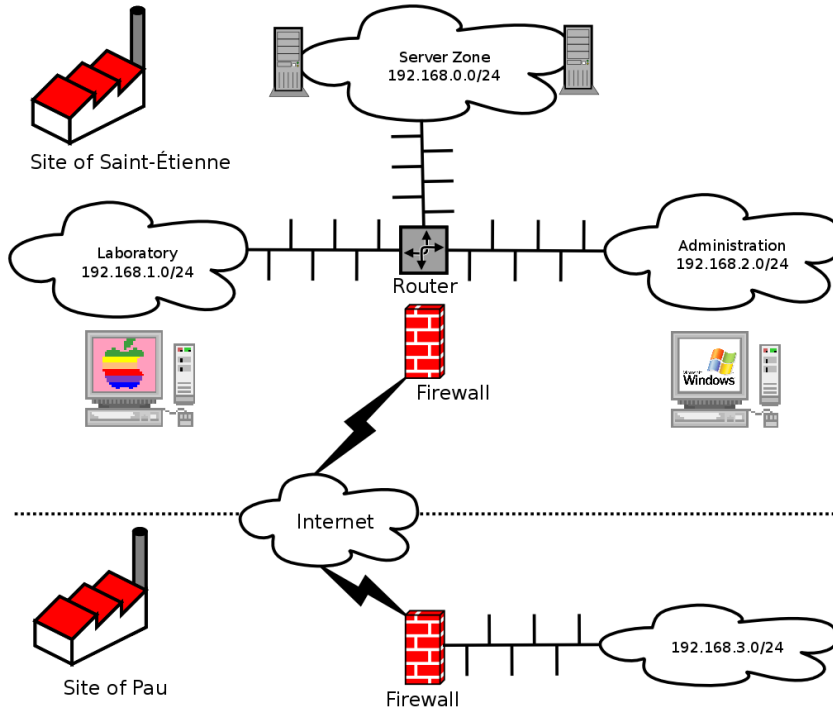 Server Zone
192.168.0.0/24
Site of Saint-Étienne
Laboratory
192.168.1.0/24
Administration
192.168.2.0/24
Router
Firewall
Windows
Internet
192.168.3.0/24
Site of Pau
Firewall